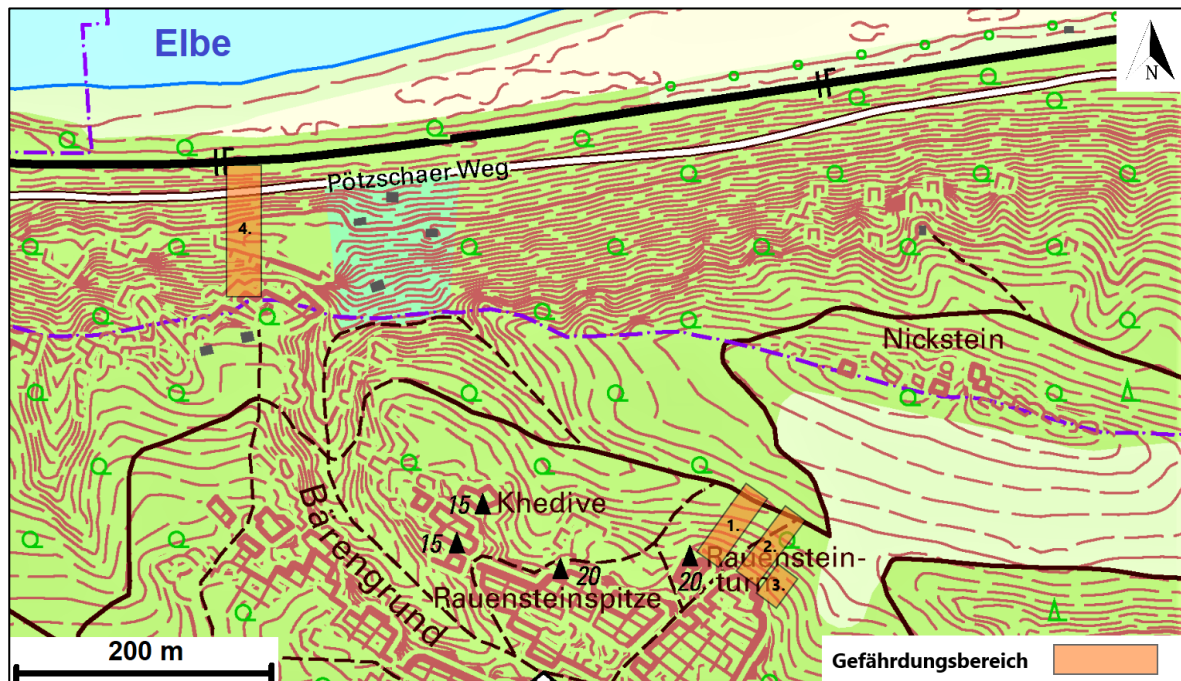 Elbe
N
Pötzschaer Weg
4.
Nickstein
Bärengrund
15 Khedive
15
20
Rauensteinspitze
1.
2.
3.
20
Rauenstein-
turm
200 m
Gefährdungsbereich